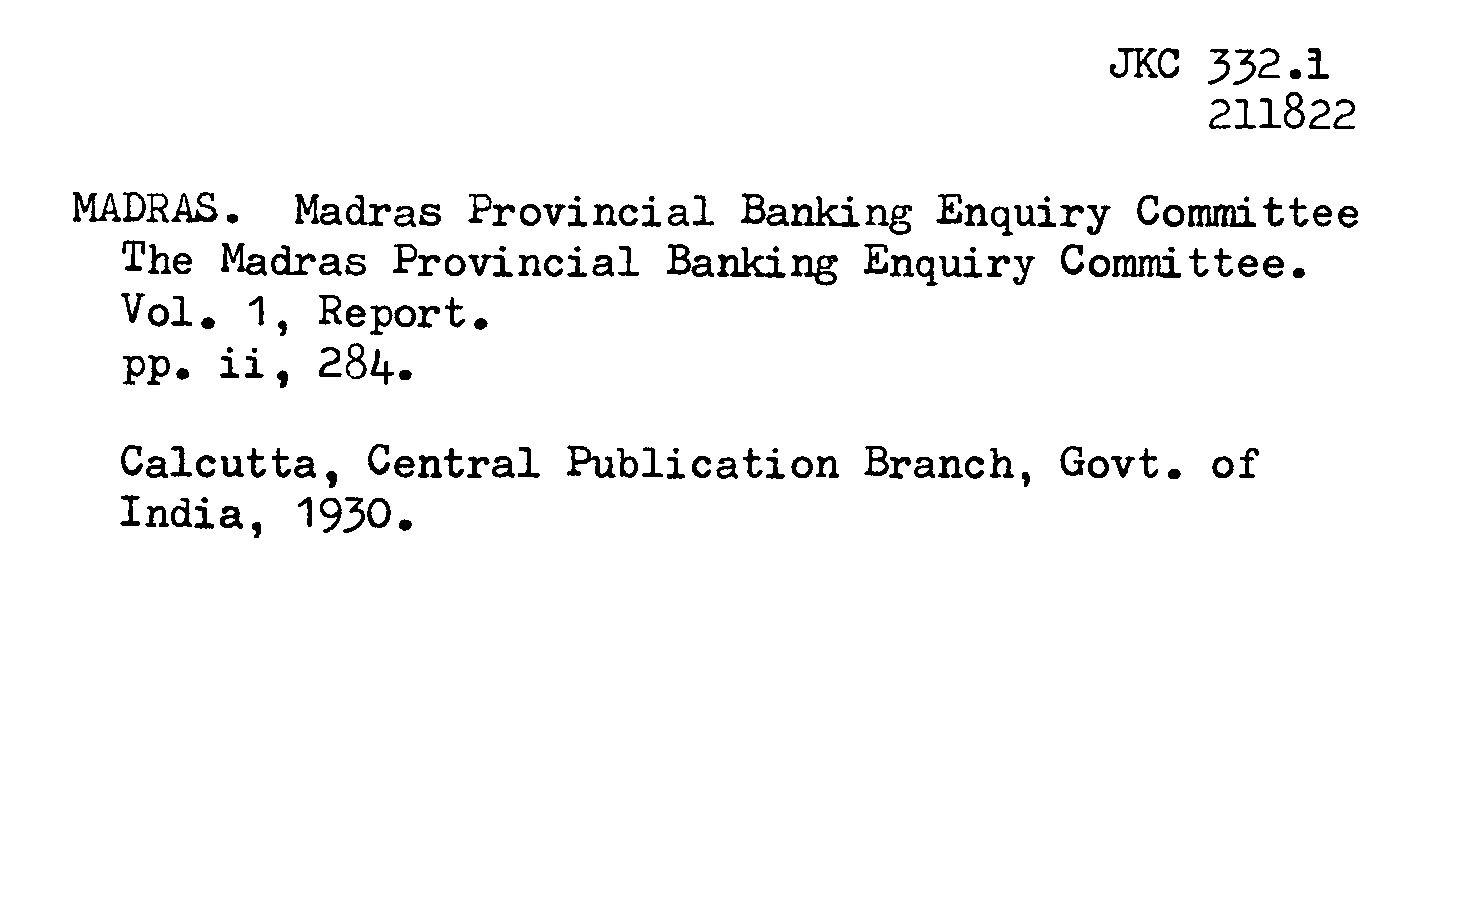 JKC 332.1
211822
MADRAS. Madras Provincial Banking Enquiry Committee
The Madras Provincial Banking Enquiry Committee.
Vol. 1, Report.
pp. ii, 284.
Calcutta, Central Publication Branch, Govt. of
India, 1930.